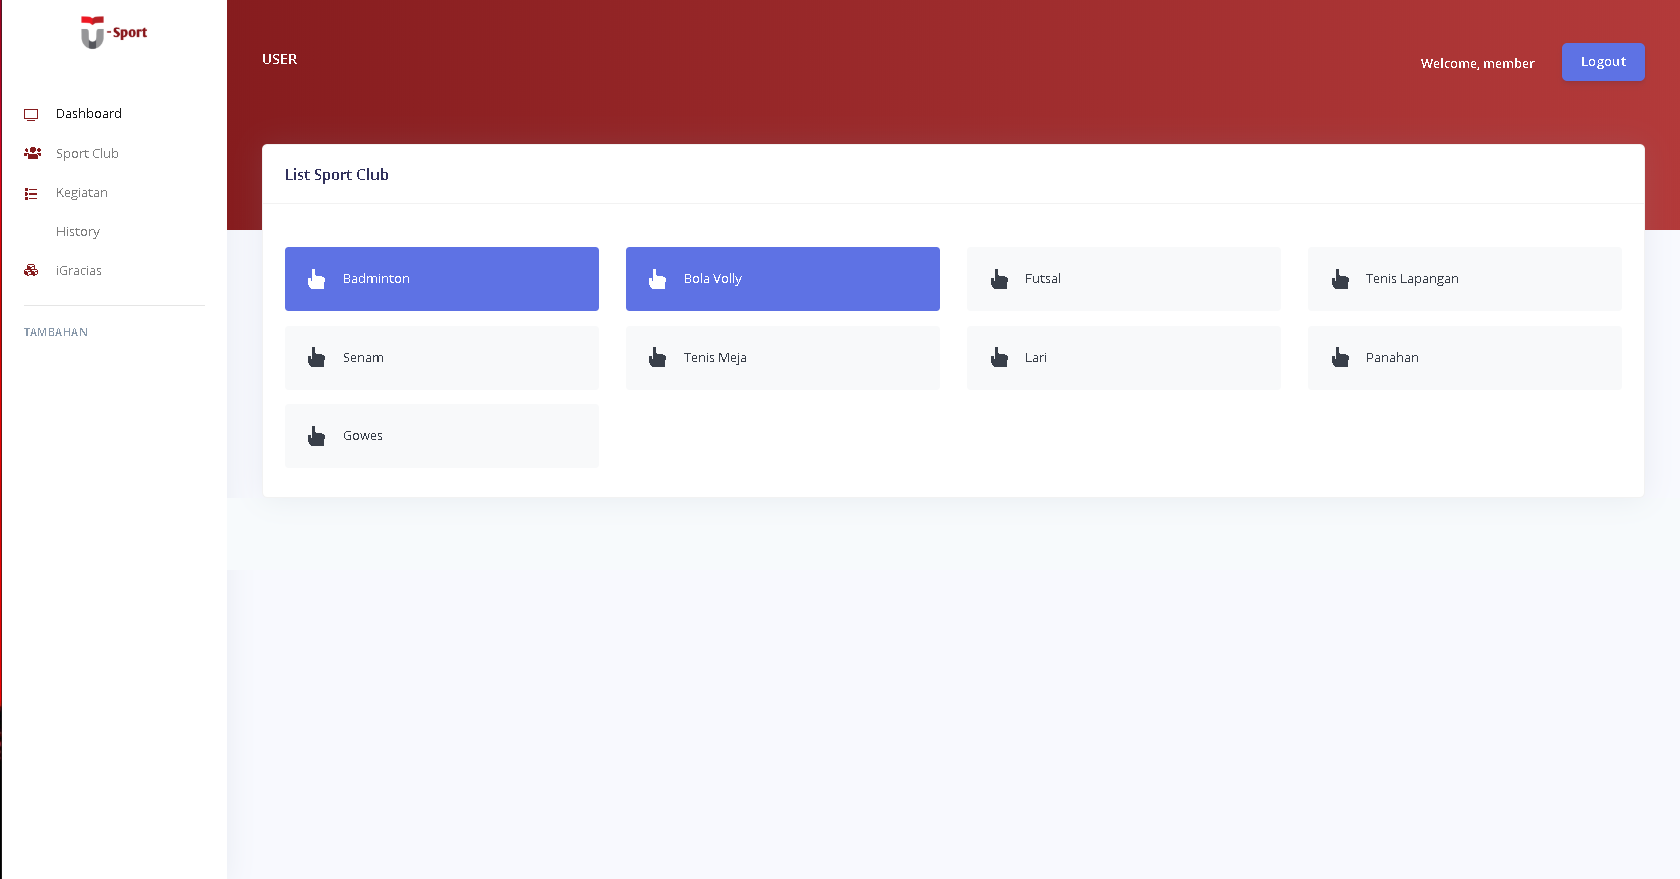 U-Sport
Dashboard
Sport Club
Kegiatan
History
iGracias
TAMBAHAN
USER
Welcome, member
Logout
List Sport Club
Badminton
Bola Volly
Futsal
Tenis Lapangan
Senam
Tenis Meja
Lari
Panahan
Gowes